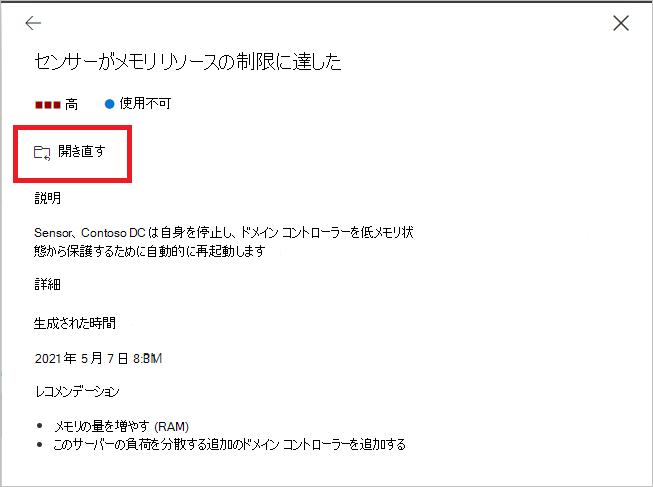 センサーがメモリ リソースの制限に達した
高 使用不可
開き直す
説明
Sensor、Contoso DC は自身を停止し、ドメイン コントローラーを低メモリ状
態から保護するために自動的に再起動します
詳細
生成された時間
2021年 5月 7日
レコメンデーション
メモリの量を増やす (RAM)
このサーバーの負荷を分散する追加のドメイン コントローラーを追加する